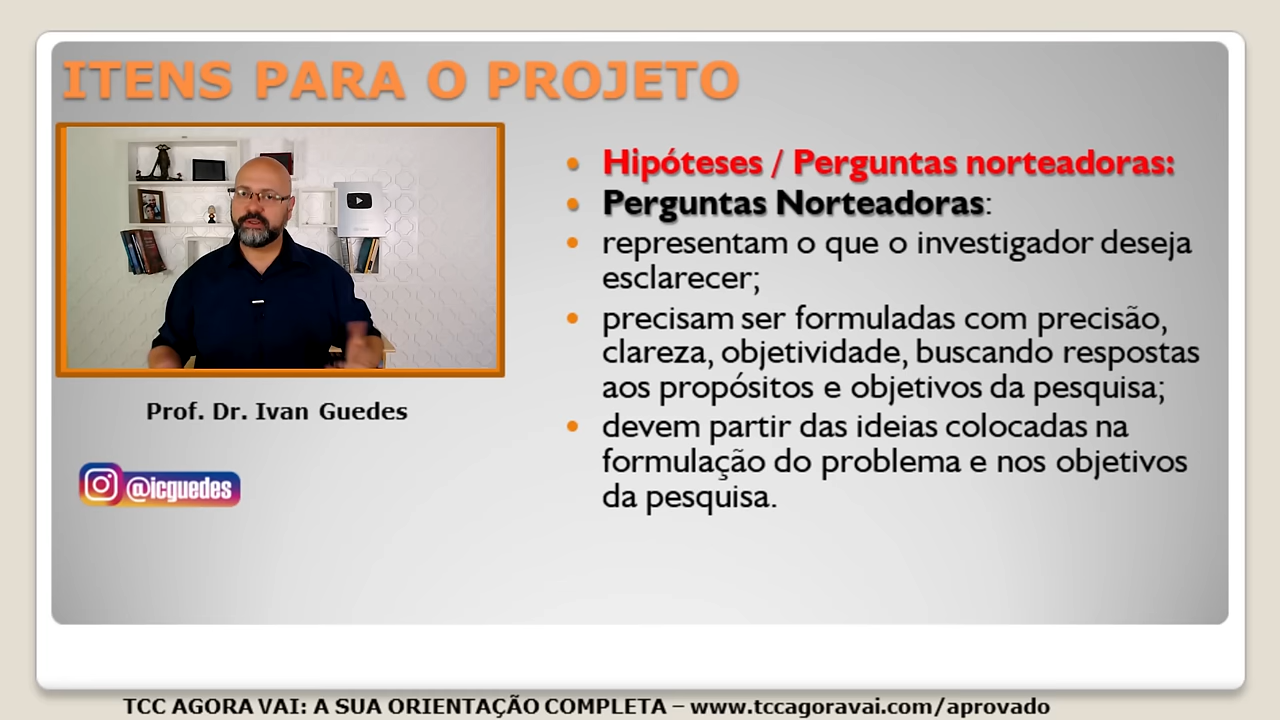 ITENS PARA O PROJETO
Hipóteses / Perguntas norteadoras:
Perguntas Norteadoras:
representam o que o investigador deseja
esclarecer;
precisam ser formuladas com precisão,
clareza, objetividade, buscando respostas
aos propósitos e objetivos da pesquisa;
devem partir das ideias colocadas na
formulação do problema e nos objetivos
da pesquisa.
Prof. Dr. Ivan Guedes
@icguedes
TCC AGORA VAI: A SUA ORIENTAÇÃO COMPLETA – www.tccagoravai.com/aprovado